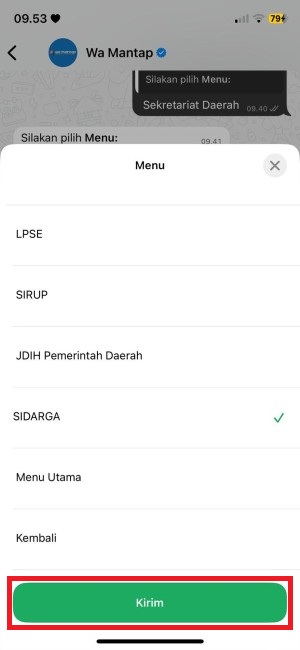 09.53
79
Wa Mantap
Silakan pilih Menu:
Sekretariat Daerah 09.40
Silakan pilih Menu:
09.41
Menu
LPSE
SIRUP
JDIH Pemerintah Daerah
SIDARGA
Menu Utama
Kembali
Kirim